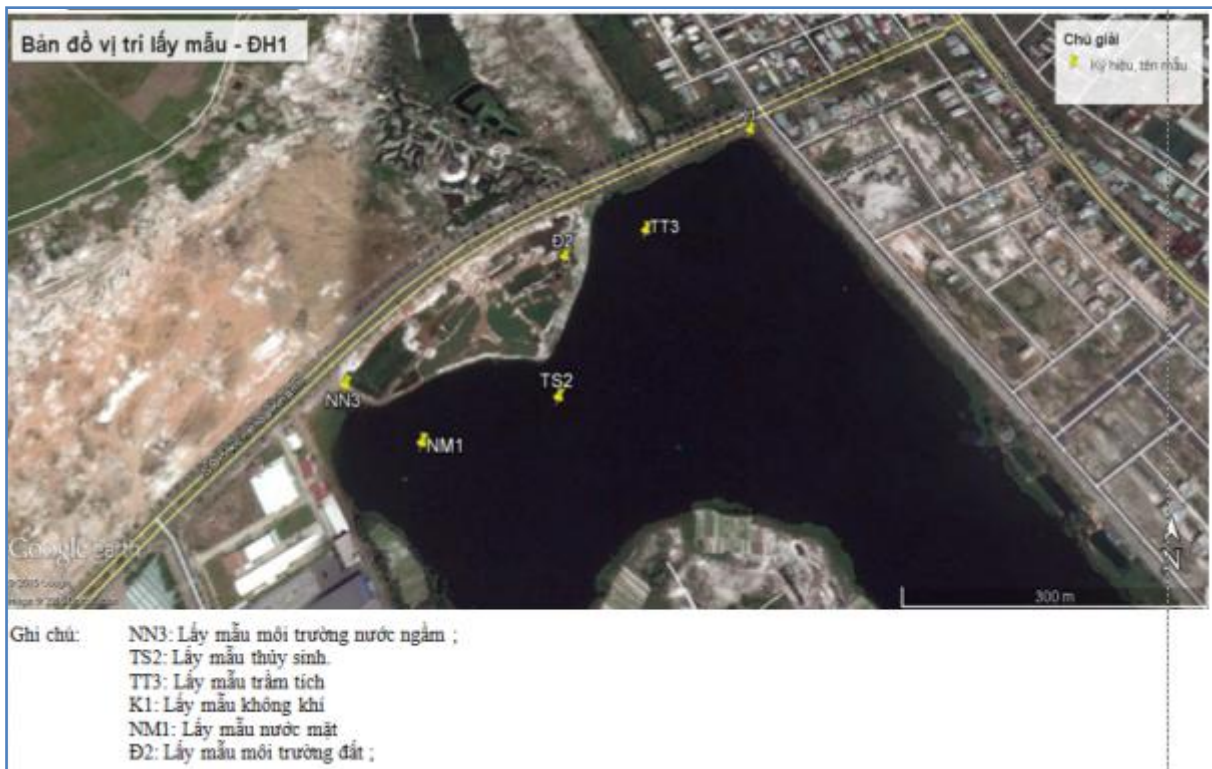 Bản đồ vị trí lấy mẫu - ĐH1
Chú giải
Ký hiệu, tên mẫu
TT3
Đ2
TS2
NN3
NM1
Google earth
300 m
N
Ghi chú: NN3: Lấy mẫu môi trường nước ngầm ;
TS2: Lấy mẫu thủy sinh.
TT3: Lấy mẫu trầm tích
K1: Lấy mẫu không khí
NM1: Lấy mẫu nước mặt
Đ2: Lấy mẫu môi trường đất ;